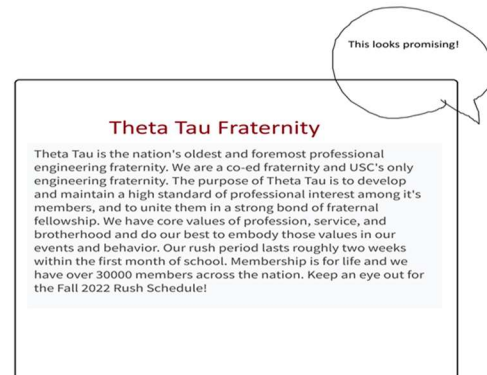 This looks promising!
Theta Tau Fraternity
Theta Tau is the nation's oldest and foremost professional
engineering fraternity. We are a co-ed fraternity and USC's only
engineering fraternity. The purpose of Theta Tau is to develop
and maintain a high standard of professional interest among it's
members, and to unite them in a strong bond of fraternal
fellowship. We have core values of profession, service, and
brotherhood and do our best to embody those values in our
events and behavior. Our rush period lasts roughly two weeks
within the first month of school. Membership is for life and we
have over 30000 members across the nation. Keep an eye out for
the Fall 2022 Rush Schedule!